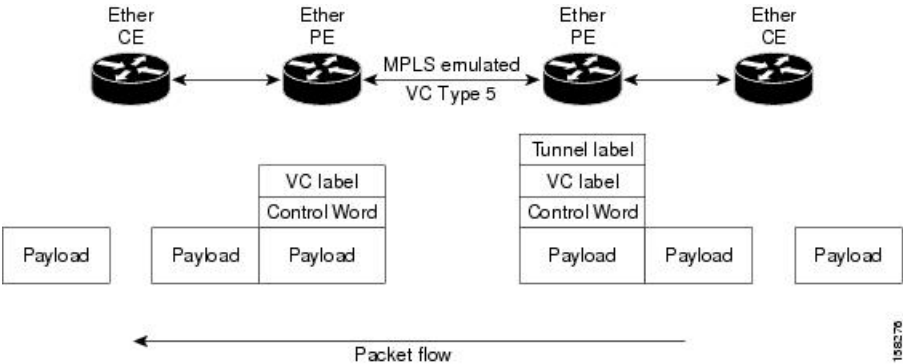 Ether
CE
Ether
PE
Ether
PE
Ether
CE
MPLS emulated
VC Type 5
Tunnel label
VC label
VC label
Control Word
Control Word
Payload
Payload
Payload
Payload
Payload
Payload
Packet flow
158276